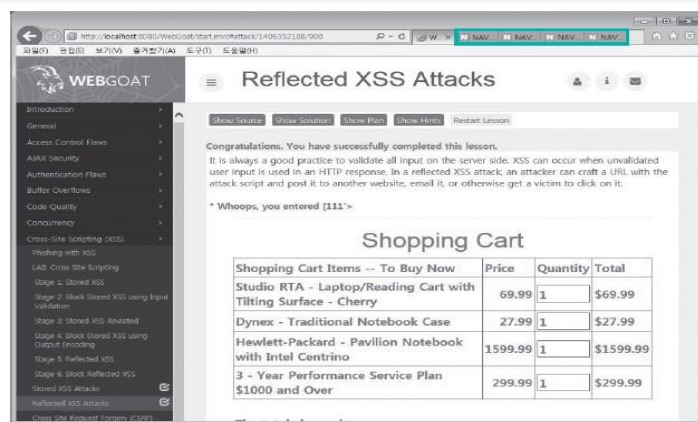 http://localhost:8080/WebGoat/start.mvc#attack/1406352188/900
W...
NAV...
NAV...
NAV...
NAV...
파일(F) 편집(E) 보기(V) 즐겨찾기(A) 도구(T) 도움말(H)
WEBGOAT
Reflected XSS Attacks
Introduction
General
Access Control Flaws
AJAX Security
Authentication Flaws
Buffer Overflows
Code Quality
Concurrency
Cross-Site Scripting (XSS)
Phishing with XSS
LAB: Cross Site Scripting
Stage 1: Stored XSS
Stage 2: Block Stored XSS using Input
Validation
Stage 3: Stored XSS Revisited
Stage 4: Block Stored XSS using
Output Encoding
Stage 5: Reflected XSS
Stage 6: Block Reflected XSS
Stored XSS Attacks
Reflected XSS Attacks
Cross Site Request Forgery (CSRF)
Show Source Show Solution Show Plan Show Hints Restart Lesson
Congratulations. You have successfully completed this lesson.
It is always a good practice to validate all input on the server side. XSS can occur when unvalidated
user input is used in an HTTP response. In a reflected XSS attack, an attacker can craft a URL with the
attack script and post it to another website, email it, or otherwise get a victim to click on it.
* Whoops, you entered [111'>
Shopping Cart
Shopping Cart Items -- To Buy Now Price Quantity Total
Studio RTA - Laptop/Reading Cart with
Tilting Surface - Cherry 69.99 1 $69.99
Dynex - Traditional Notebook Case 27.99 1 $27.99
Hewlett-Packard - Pavilion Notebook
with Intel Centrino 1599.99 1 $1599.99
3 - Year Performance Service Plan
$1000 and Over 299.99 1 $299.99